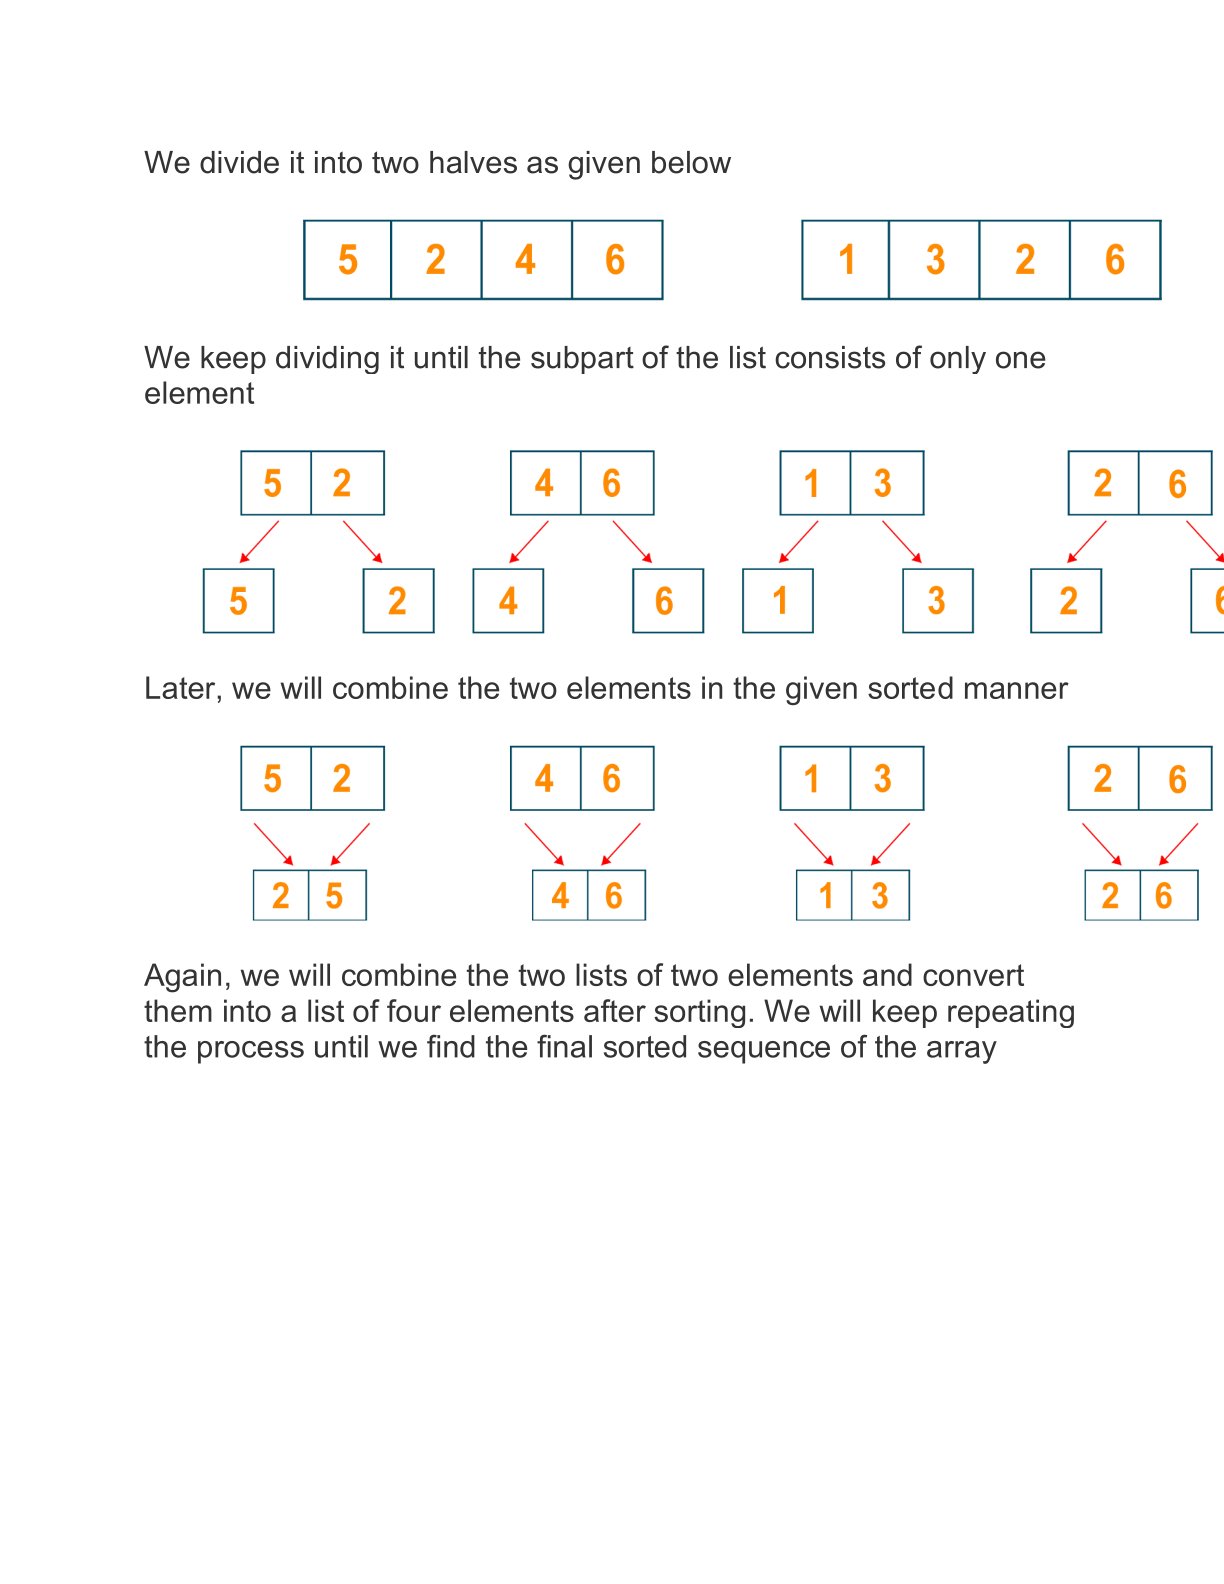 We divide it into two halves as given below
5 2 4 6 1 3 2 6
We keep dividing it until the subpart of the list consists of only one
element
5 2 4 6 1 3 2 6
5 2 4 6 1 3 2 6
Later, we will combine the two elements in the given sorted manner
5 2 4 6 1 3 2 6
2 5 4 6 1 3 2 6
Again, we will combine the two lists of two elements and convert
them into a list of four elements after sorting. We will keep repeating
the process until we find the final sorted sequence of the array